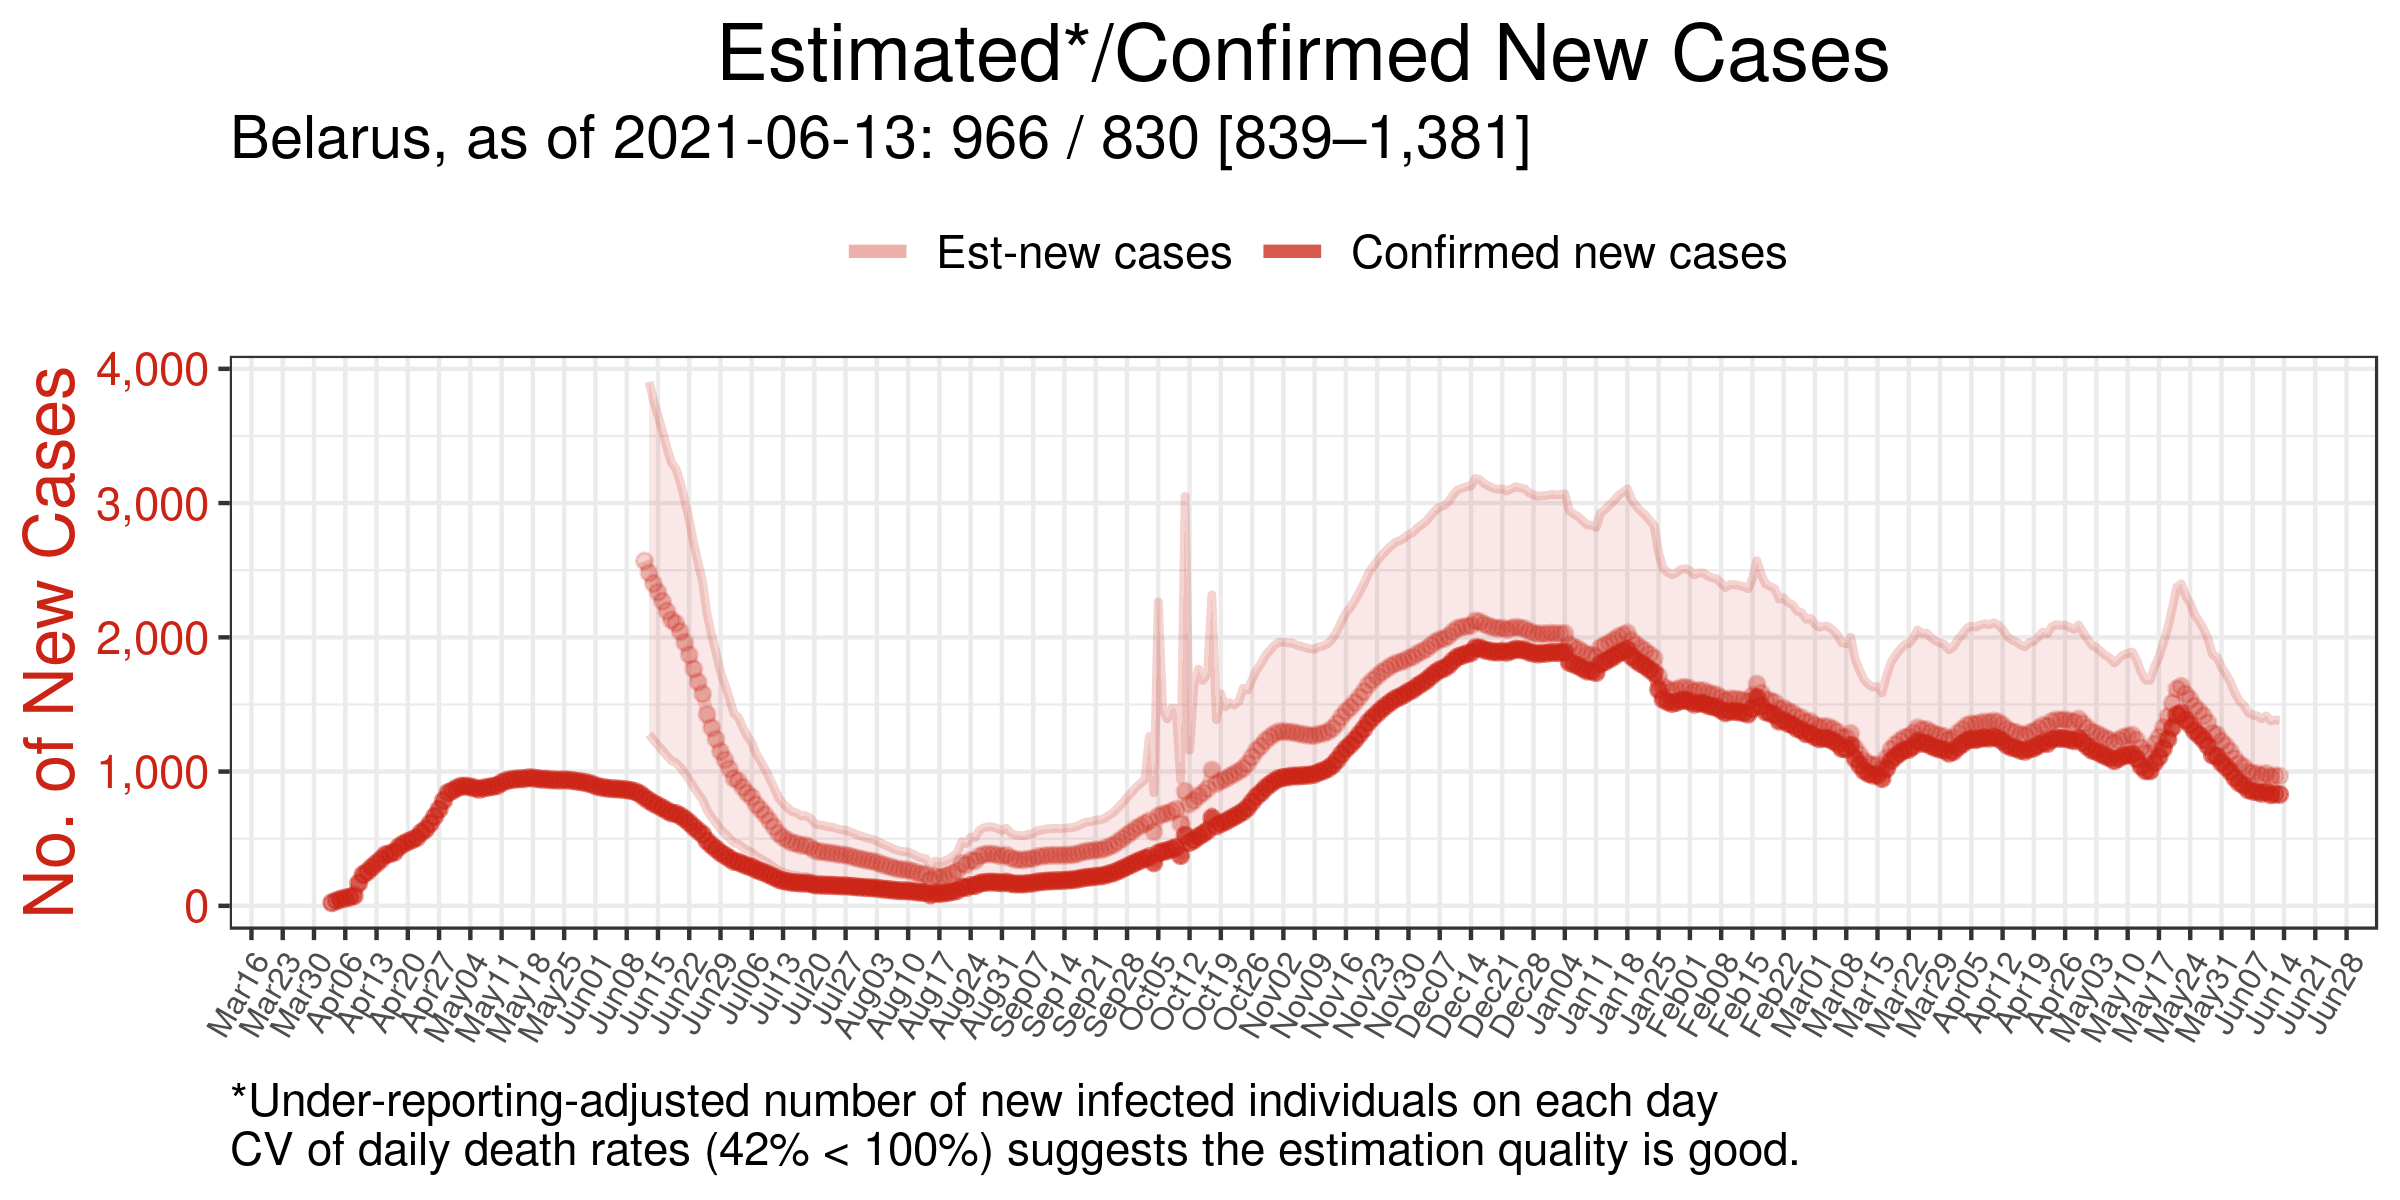 Estimated*/Confirmed New Cases
Belarus, as of 2021-06-13: 966 / 830 [839–1,381]
Est-new cases
Confirmed new cases
No. of New Cases
4,000
3,000
2,000
1,000
0
Mar16
Mar23
Mar30
Apr06
Apr13
Apr20
Apr27
May04
May11
May18
May25
Jun01
Jun08
Jun15
Jun22
Jun29
Jul06
Jul13
Jul20
Jul27
Aug03
Aug10
Aug17
Aug24
Aug31
Sep07
Sep14
Sep21
Sep28
Oct05
Oct12
Oct19
Oct26
Nov02
Nov09
Nov16
Nov23
Nov30
Dec07
Dec14
Dec21
Dec28
Jan04
Jan11
Jan18
Jan25
Feb01
Feb08
Feb15
Feb22
Mar01
Mar08
Mar15
Mar22
Mar29
Apr05
Apr12
Apr19
Apr26
May03
May10
May17
May24
May31
Jun07
Jun14
Jun21
Jun28
*Under-reporting-adjusted number of new infected individuals on each day
CV of daily death rates (42% < 100%) suggests the estimation quality is good.